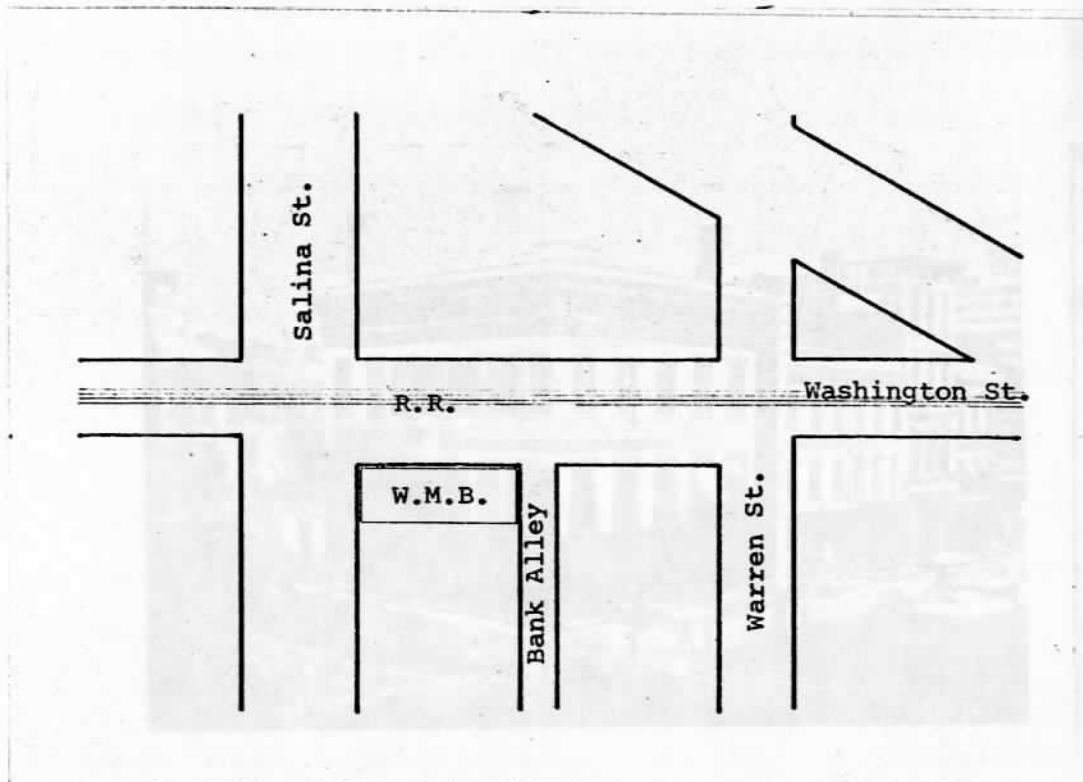 Salina St.
Washington St.
R.R.
W.M.B.
Bank Alley
Warren St.